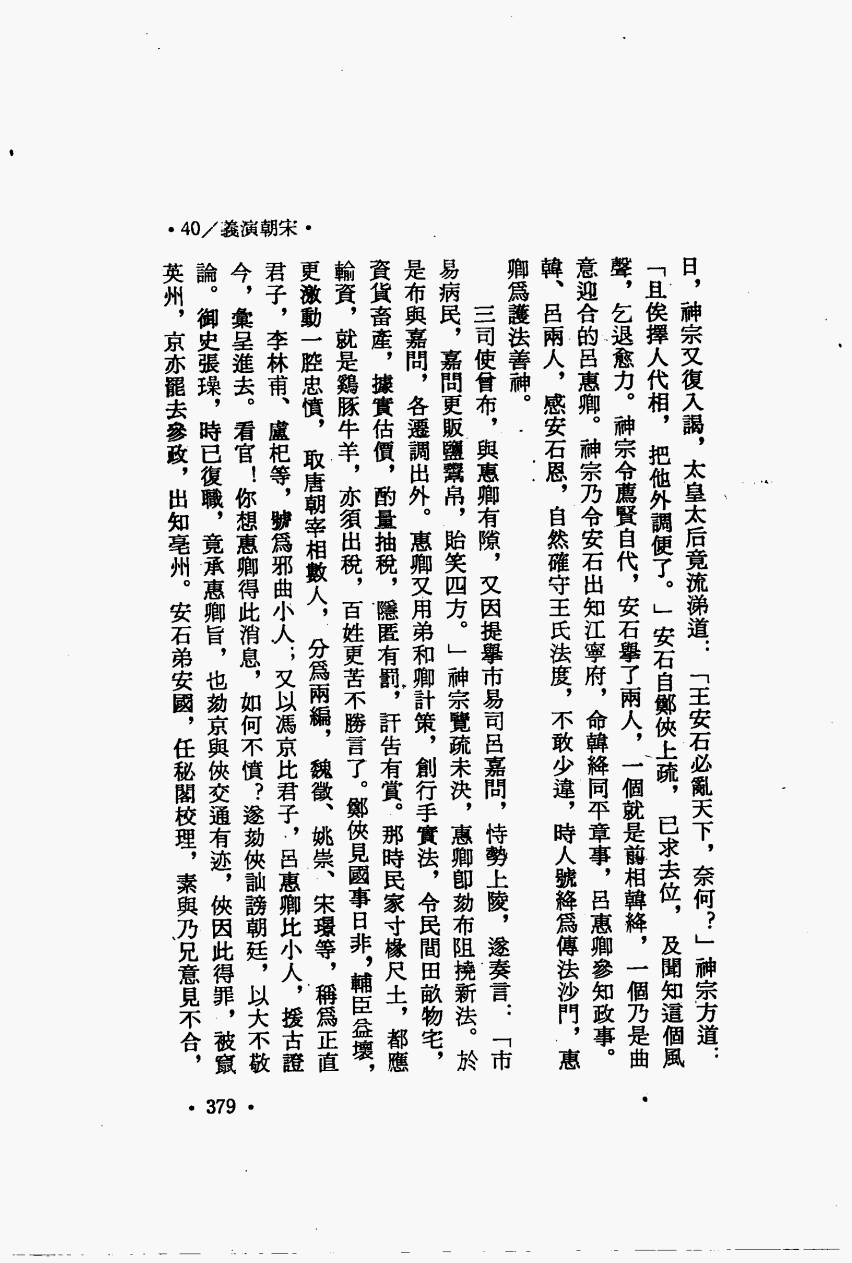 •40／義演朝宋•
日，神宗又復入謁，太皇太后竟流涕道：「王安石必亂天下，奈何？」神宗方道：
「且俟擇人代相，把他外調便了。」安石自鄭俠上疏，已求去位，及聞知這個風
聲，乞退愈力。神宗令薦賢自代，安石舉了兩人，一個就是前相韓絳，一個乃是曲
意迎合的呂惠卿。神宗乃令安石出知江寧府，命韓絳同平章事，呂惠卿參知政事。
韓、呂兩人，感安石恩，自然確守王氏法度，不敢少違，時人號絳爲傳法沙門，惠
卿爲護法善神。
三司使曾布，與惠卿有隙，又因提舉市易司呂嘉問，恃勢上陵，遂奏言：「市
易病民，嘉問更販鹽鬻帛，貽笑四方。」神宗覽疏未決，惠卿卽劾布阻撓新法。於
是布與嘉問，各遷調出外。惠卿又用弟和卿計策，創行手實法，令民間田畝物宅，
資貨畜產，據實估價，酌量抽稅，隱匿有罰，訐告有賞。那時民家寸椽尺土，都應
輸資，就是鷄豚牛羊，亦須出稅，百姓更苦不勝言了。鄭俠見國事日非，輔臣益壞，
更激動一腔忠憤，取唐朝宰相數人，分爲兩編，魏徵、姚崇、宋璟等，稱爲正直
君子，李林甫、盧杞等，號爲邪曲小人；又以馮京比君子，呂惠卿比小人，援古證
今，彙呈進去。看官！你想惠卿得此消息，如何不憤？遂劾俠訕謗朝廷，以大不敬
論。御史張璪，時已復職，竟承惠卿旨，也劾京與俠交通有迹，俠因此得罪，被竄
英州，京亦罷去參政，出知亳州。安石弟安國，任秘閣校理，素與乃兄意見不合，
•379•